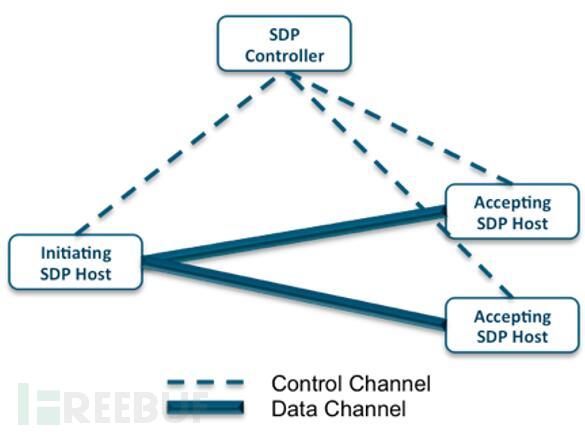 SDP
Controller
Initiating
SDP Host
Accepting
SDP Host
Accepting
SDP Host
Control Channel
Data Channel
FREEBUF